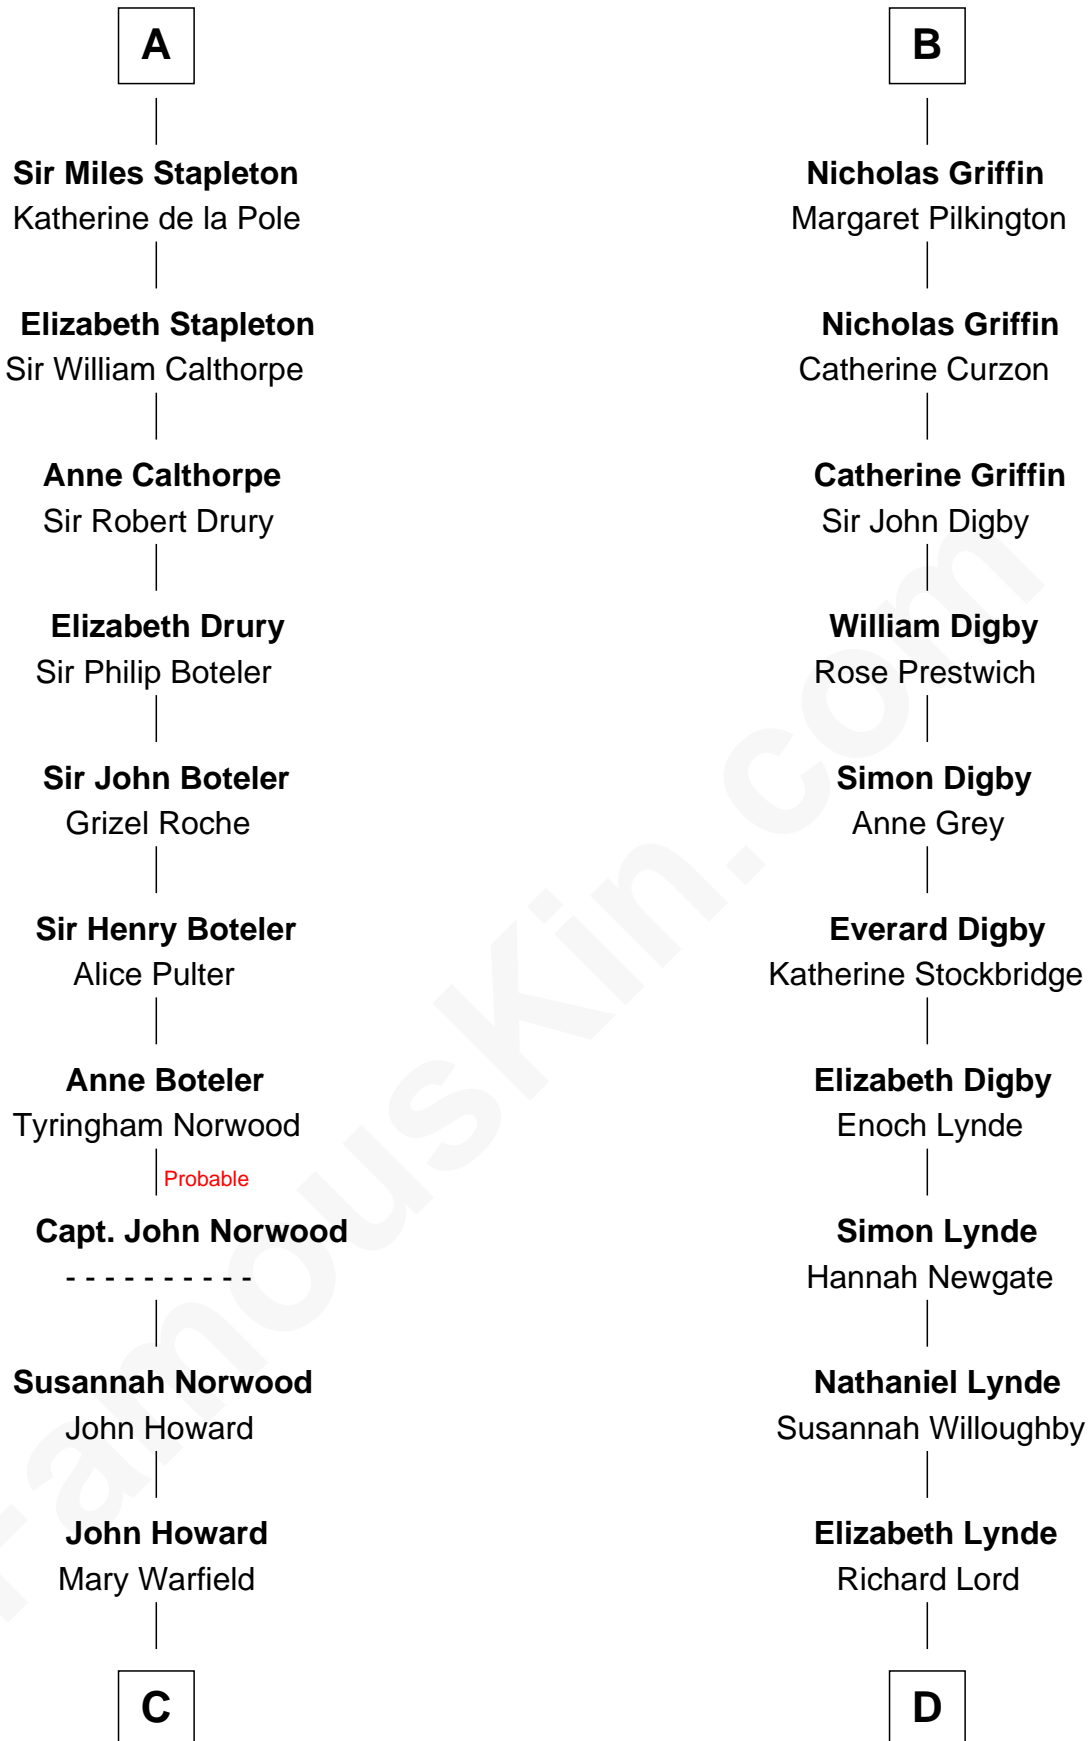 A
Sir Miles Stapleton
Katherine de la Pole
Elizabeth Stapleton
Sir William Calthorpe
Anne Calthorpe
Sir Robert Drury
Elizabeth Drury
Sir Philip Boteler
Sir John Boteler
Grizel Roche
Sir Henry Boteler
Alice Pulter
Anne Boteler
Tyringham Norwood
Probable
Capt. John Norwood
- - - - - - - - - -
Susannah Norwood
John Howard
John Howard
Mary Warfield
C
B
Nicholas Griffin
Margaret Pilkington
Nicholas Griffin
Catherine Curzon
Catherine Griffin
Sir John Digby
William Digby
Rose Prestwich
Simon Digby
Anne Grey
Everard Digby
Katherine Stockbridge
Elizabeth Digby
Enoch Lynde
Simon Lynde
Hannah Newgate
Nathaniel Lynde
Susannah Willoughby
Elizabeth Lynde
Richard Lord
D
FamousKin.com